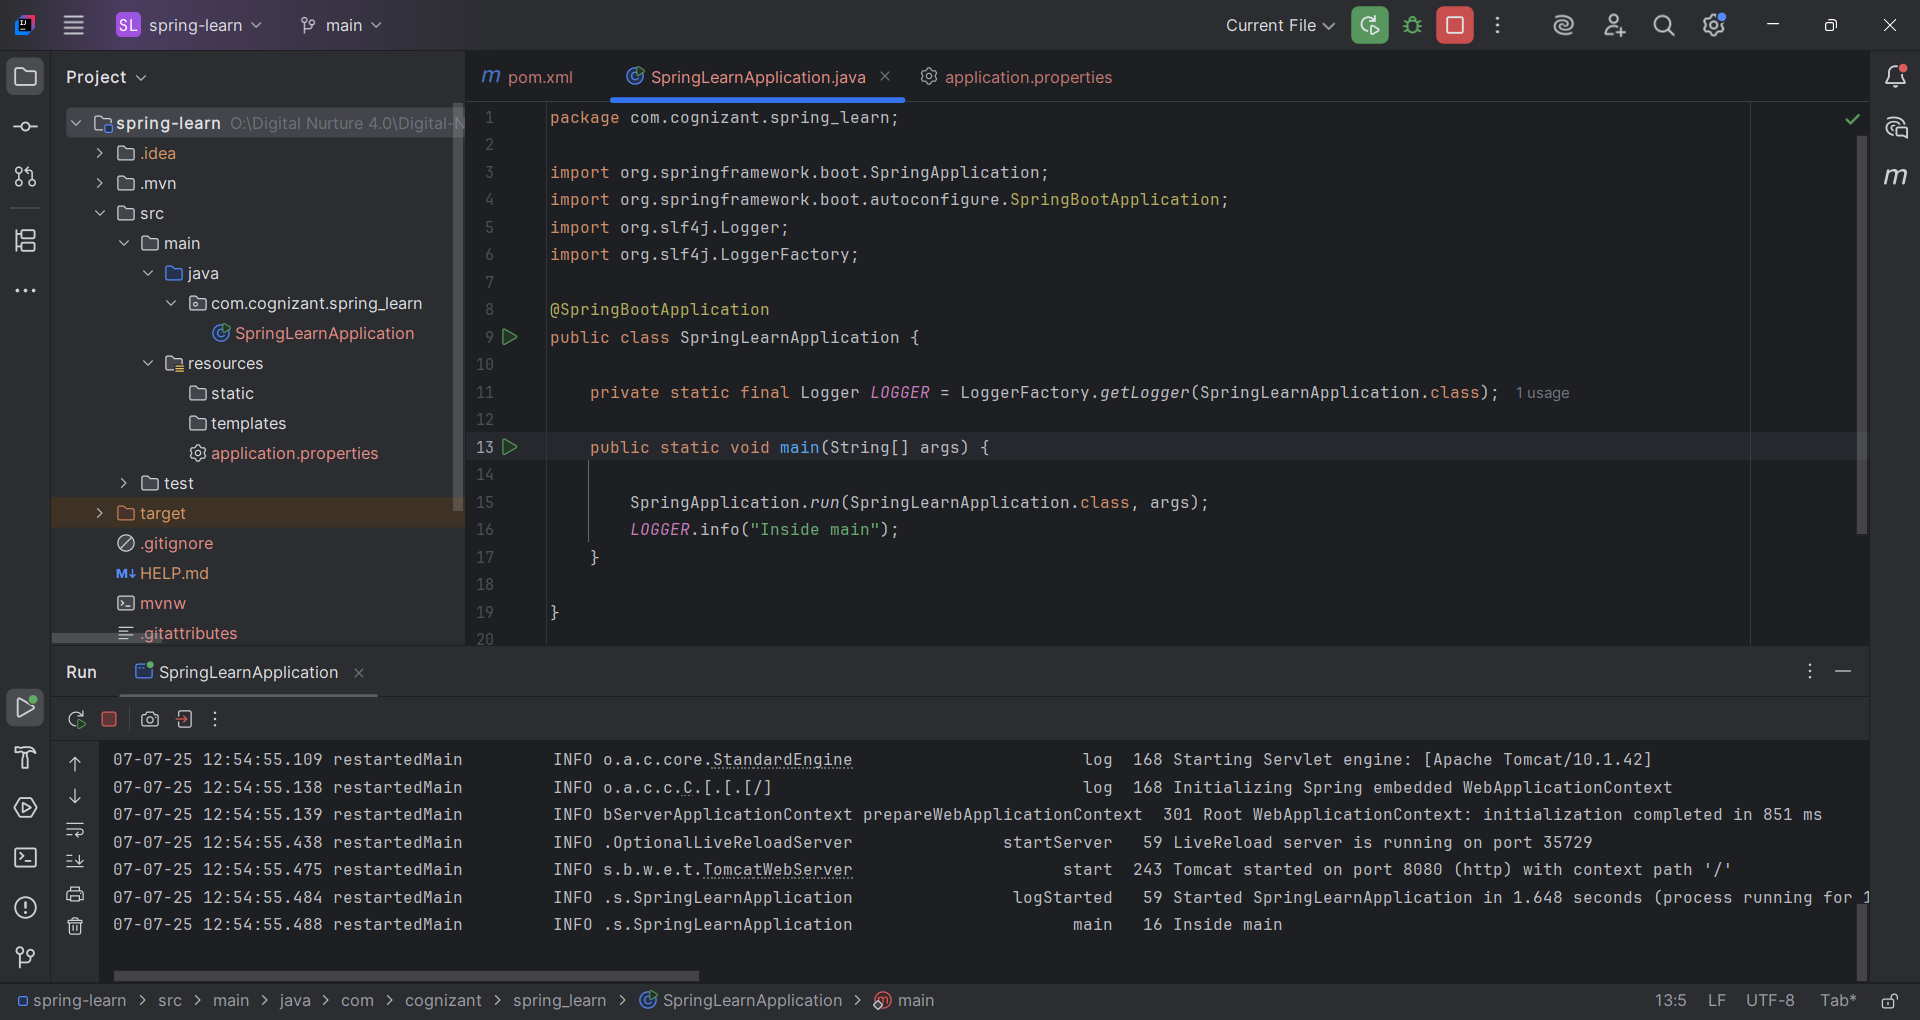 SL spring-learn main Current File
Project
pom.xml SpringLearnApplication.java application.properties
spring-learn O:\Digital Nurture 4.0\Digital-N
.idea
.mvn
src
main
java
com.cognizant.spring_learn
SpringLearnApplication
resources
static
templates
application.properties
test
target
.gitignore
M↓ HELP.md
mvnw
.gitattributes
1 package com.cognizant.spring_learn;
2
3 import org.springframework.boot.SpringApplication;
4 import org.springframework.boot.autoconfigure.SpringBootApplication;
5 import org.slf4j.Logger;
6 import org.slf4j.LoggerFactory;
7
8 @SpringBootApplication
9 public class SpringLearnApplication {
10
11 private static final Logger LOGGER = LoggerFactory.getLogger(SpringLearnApplication.class); 1 usage
12
13 public static void main(String[] args) {
14
15 SpringApplication.run(SpringLearnApplication.class, args);
16 LOGGER.info("Inside main");
17 }
18
19 }
20
Run SpringLearnApplication
07-07-25 12:54:55.109 restartedMain INFO o.a.c.core.StandardEngine log 168 Starting Servlet engine: [Apache Tomcat/10.1.42]
07-07-25 12:54:55.138 restartedMain INFO o.a.c.c.C.[.[.[/] log 168 Initializing Spring embedded WebApplicationContext
07-07-25 12:54:55.139 restartedMain INFO bServerApplicationContext prepareWebApplicationContext 301 Root WebApplicationContext: initialization completed in 851 ms
07-07-25 12:54:55.438 restartedMain INFO .OptionalLiveReloadServer startServer 59 LiveReload server is running on port 35729
07-07-25 12:54:55.475 restartedMain INFO s.b.w.e.t.TomcatWebServer start 243 Tomcat started on port 8080 (http) with context path '/'
07-07-25 12:54:55.484 restartedMain INFO .s.SpringLearnApplication logStarted 59 Started SpringLearnApplication in 1.648 seconds (process running for 1
07-07-25 12:54:55.488 restartedMain INFO .s.SpringLearnApplication main 16 Inside main
spring-learn > src > main > java > com > cognizant > spring_learn > SpringLearnApplication > main 13:5 LF UTF-8 Tab*